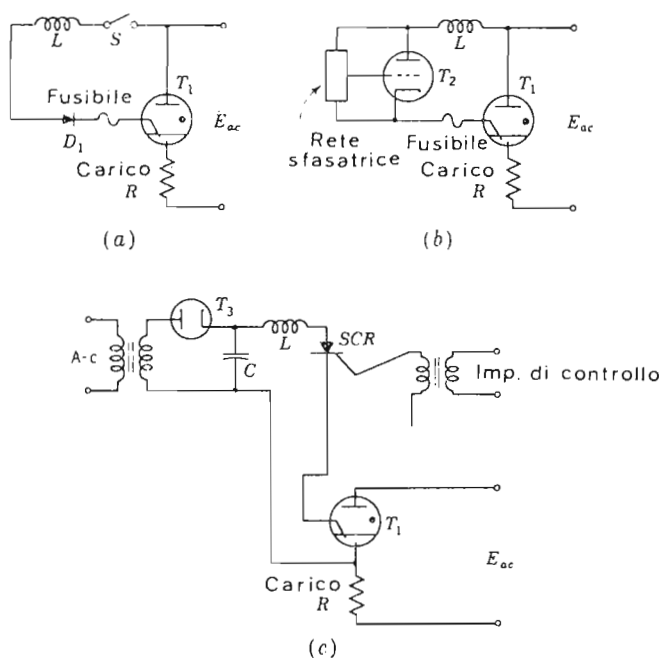 L
S
T1
Fusibile
D1
Eac
Carico
R
(a)
L
T2
T1
Eac
Rete
sfasatrice
Fusibile
Carico
R
(b)
T3
A-c
C
L
SCR
Imp. di controllo
T1
Eac
Carico
R
(c)